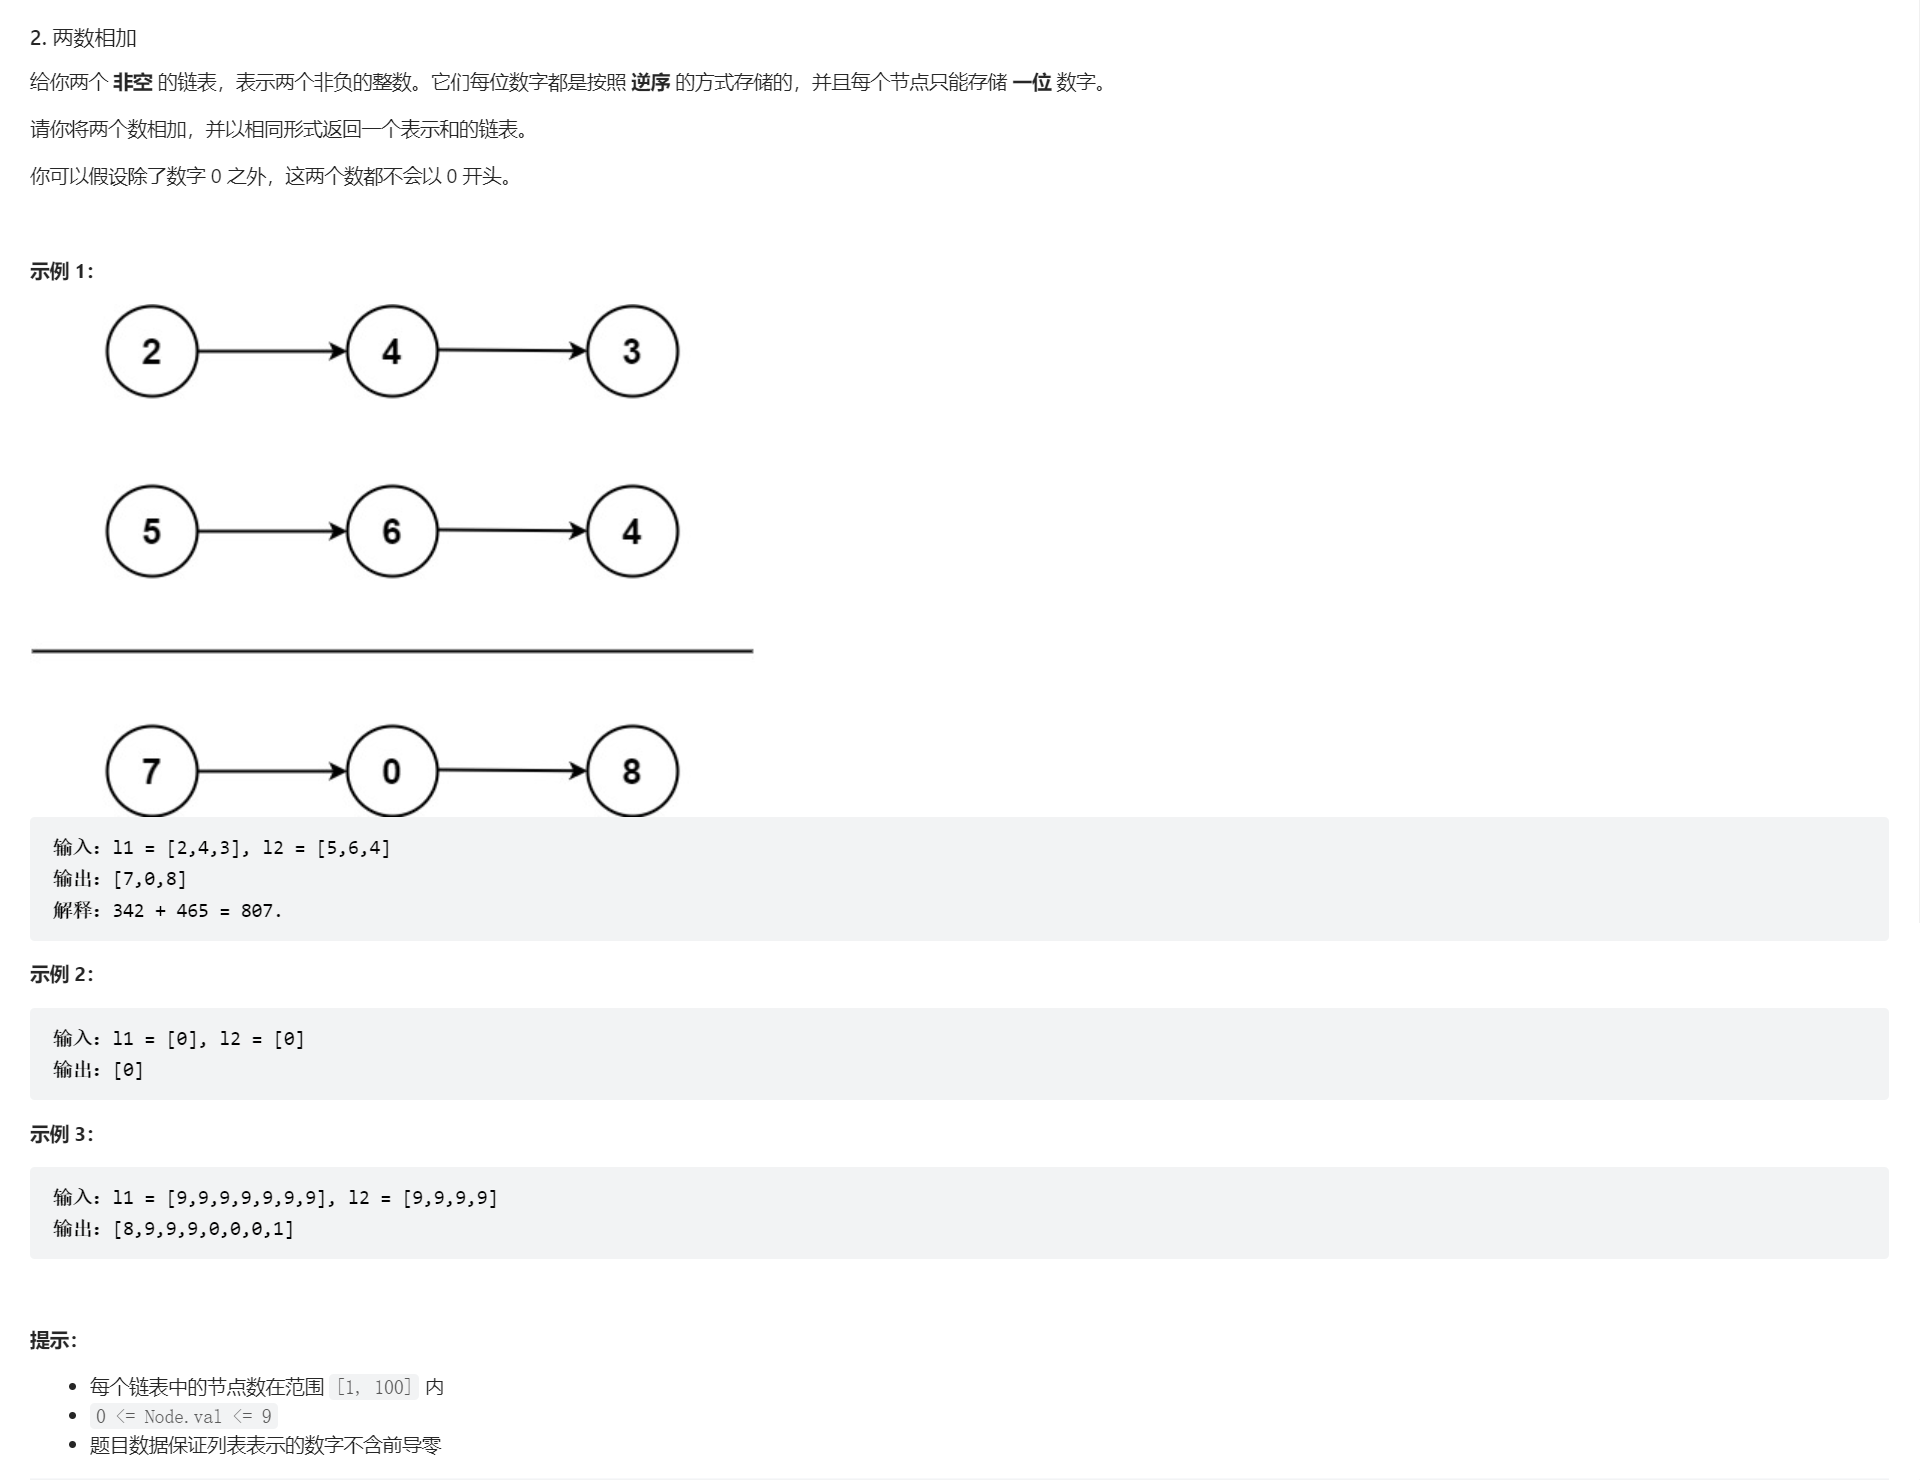 2. 两数相加
给你两个 非空 的链表，表示两个非负的整数。它们每位数字都是按照 逆序 的方式存储的，并且每个节点只能存储 一位 数字。
请你将两个数相加，并以相同形式返回一个表示和的链表。
你可以假设除了数字 0 之外，这两个数都不会以 0 开头。
示例 1：
2 4 3
5 6 4
7 0 8
输入：l1 = [2,4,3], l2 = [5,6,4]
输出：[7,0,8]
解释：342 + 465 = 807.
示例 2：
输入：l1 = [0], l2 = [0]
输出：[0]
示例 3：
输入：l1 = [9,9,9,9,9,9,9], l2 = [9,9,9,9]
输出：[8,9,9,9,0,0,0,1]
提示：
• 每个链表中的节点数在范围 [1, 100] 内
• 0 <= Node.val <= 9
• 题目数据保证列表表示的数字不含前导零